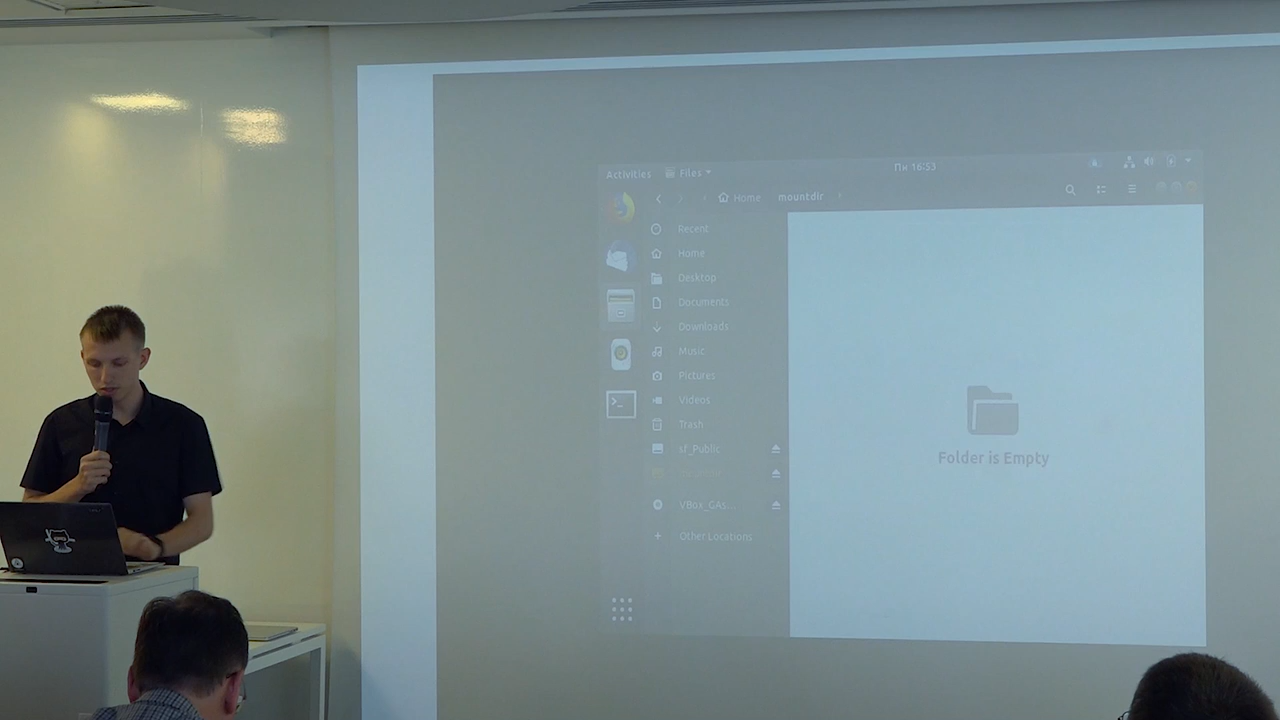 Activities Files Пн 16:53
/ Home mountdir
Recent
Home
Desktop
Documents
Downloads
Music
Pictures
Videos
Trash
sf_Public
VBox_GAs...
Other Locations
Folder is Empty